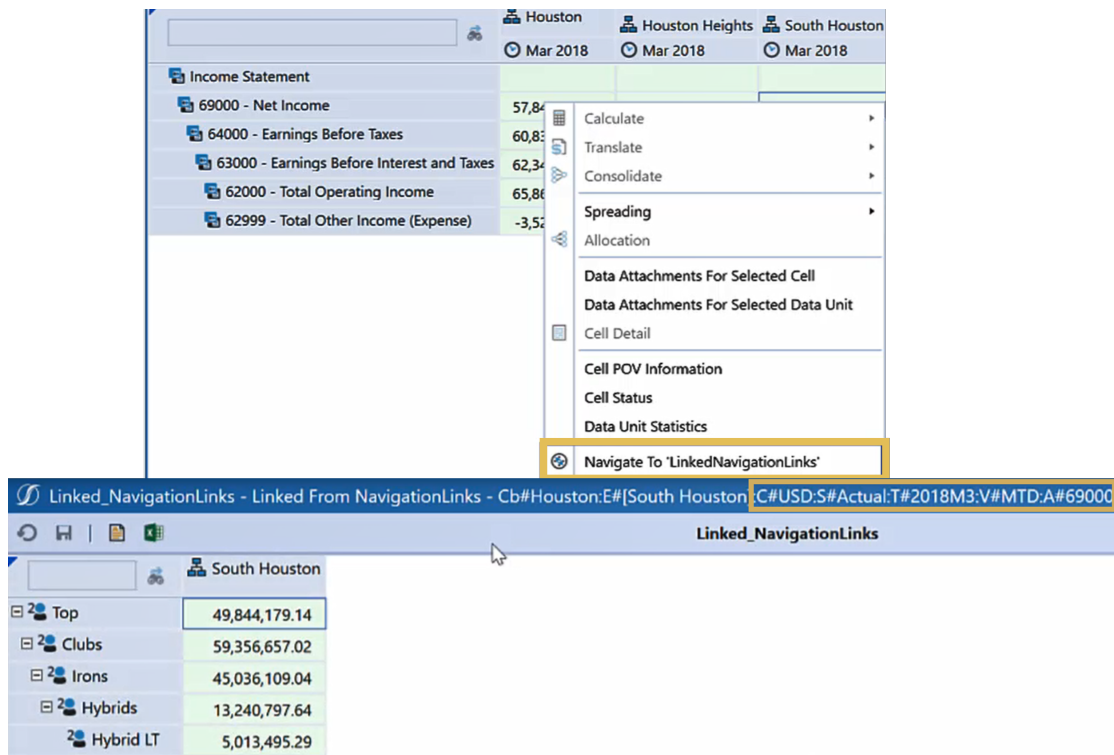 Houston Houston Heights South Houston
Mar 2018 Mar 2018 Mar 2018
Income Statement
69000 - Net Income 57,84
64000 - Earnings Before Taxes 60,83
63000 - Earnings Before Interest and Taxes 62,34
62000 - Total Operating Income 65,86
62999 - Total Other Income (Expense) -3,52
Calculate
Translate
Consolidate
Spreading
Allocation
Data Attachments For Selected Cell
Data Attachments For Selected Data Unit
Cell Detail
Cell POV Information
Cell Status
Data Unit Statistics
Navigate To 'LinkedNavigationLinks'
Linked_NavigationLinks - Linked From NavigationLinks - Cb#Houston:E#[South Houston]:C#USD:S#Actual:T#2018M3:V#MTD:A#69000
Linked_NavigationLinks
South Houston
Top 49,844,179.14
Clubs 59,356,657.02
Irons 45,036,109.04
Hybrids 13,240,797.64
Hybrid LT 5,013,495.29